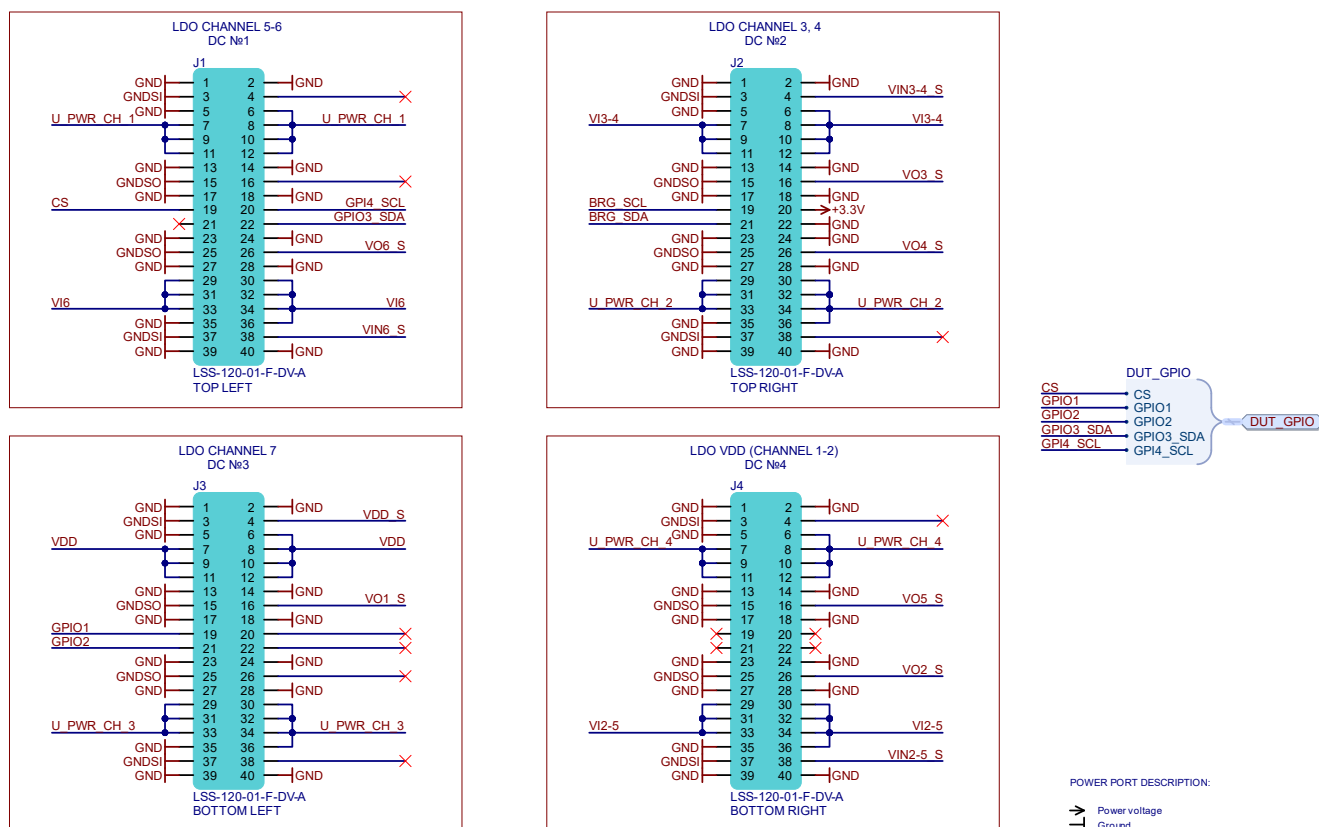 LDO CHANNEL 5-6
DC №1
J1
GND 1 2 GND
GNDSI 3 4
GND 5 6
U_PWR_CH_1 7 8 U_PWR_CH_1
9 10
11 12
GND 13 14 GND
GNDSO 15 16
GND 17 18 GND
CS 19 20 GPI4_SCL
21 22 GPIO3_SDA
GND 23 24 GND
GNDSO 25 26 VO6_S
GND 27 28 GND
29 30
31 32
VI6 33 34 VI6
GND 35 36
GNDSI 37 38 VIN6_S
GND 39 40 GND
LSS-120-01-F-DV-A
TOP LEFT
LDO CHANNEL 3, 4
DC №2
J2
GND 1 2 GND
GNDSI 3 4 VIN3-4_S
GND 5 6
VI3-4 7 8 VI3-4
9 10
11 12
GND 13 14 GND
GNDSO 15 16 VO3_S
GND 17 18 GND
BRG_SCL 19 20 +3.3V
BRG_SDA 21 22 GND
GND 23 24 GND
GNDSO 25 26 VO4_S
GND 27 28 GND
29 30
31 32
U_PWR_CH_2 33 34 U_PWR_CH_2
GND 35 36
GNDSI 37 38
GND 39 40 GND
LSS-120-01-F-DV-A
TOP RIGHT
DUT_GPIO
CS CS
GPIO1 GPIO1
GPIO2 GPIO2 DUT_GPIO
GPIO3_SDA GPIO3_SDA
GPI4_SCL GPI4_SCL
LDO CHANNEL 7
DC №3
J3
GND 1 2 GND
GNDSI 3 4 VDD_S
GND 5 6
VDD 7 8 VDD
9 10
11 12
GND 13 14 GND
GNDSO 15 16 VO1_S
GND 17 18 GND
GPIO1 19 20
GPIO2 21 22
GND 23 24 GND
GNDSO 25 26
GND 27 28 GND
29 30
31 32
U_PWR_CH_3 33 34 U_PWR_CH_3
GND 35 36
GNDSI 37 38
GND 39 40 GND
LSS-120-01-F-DV-A
BOTTOM LEFT
LDO VDD (CHANNEL 1-2)
DC №4
J4
GND 1 2 GND
GNDSI 3 4
GND 5 6
U_PWR_CH_4 7 8 U_PWR_CH_4
9 10
11 12
GND 13 14 GND
GNDSO 15 16 VO5_S
GND 17 18 GND
19 20
21 22
GND 23 24 GND
GNDSO 25 26 VO2_S
GND 27 28 GND
29 30
31 32
VI2-5 33 34 VI2-5
GND 35 36
GNDSI 37 38 VIN2-5_S
GND 39 40 GND
LSS-120-01-F-DV-A
BOTTOM RIGHT
POWER PORT DESCRIPTION:
Power voltage
Ground